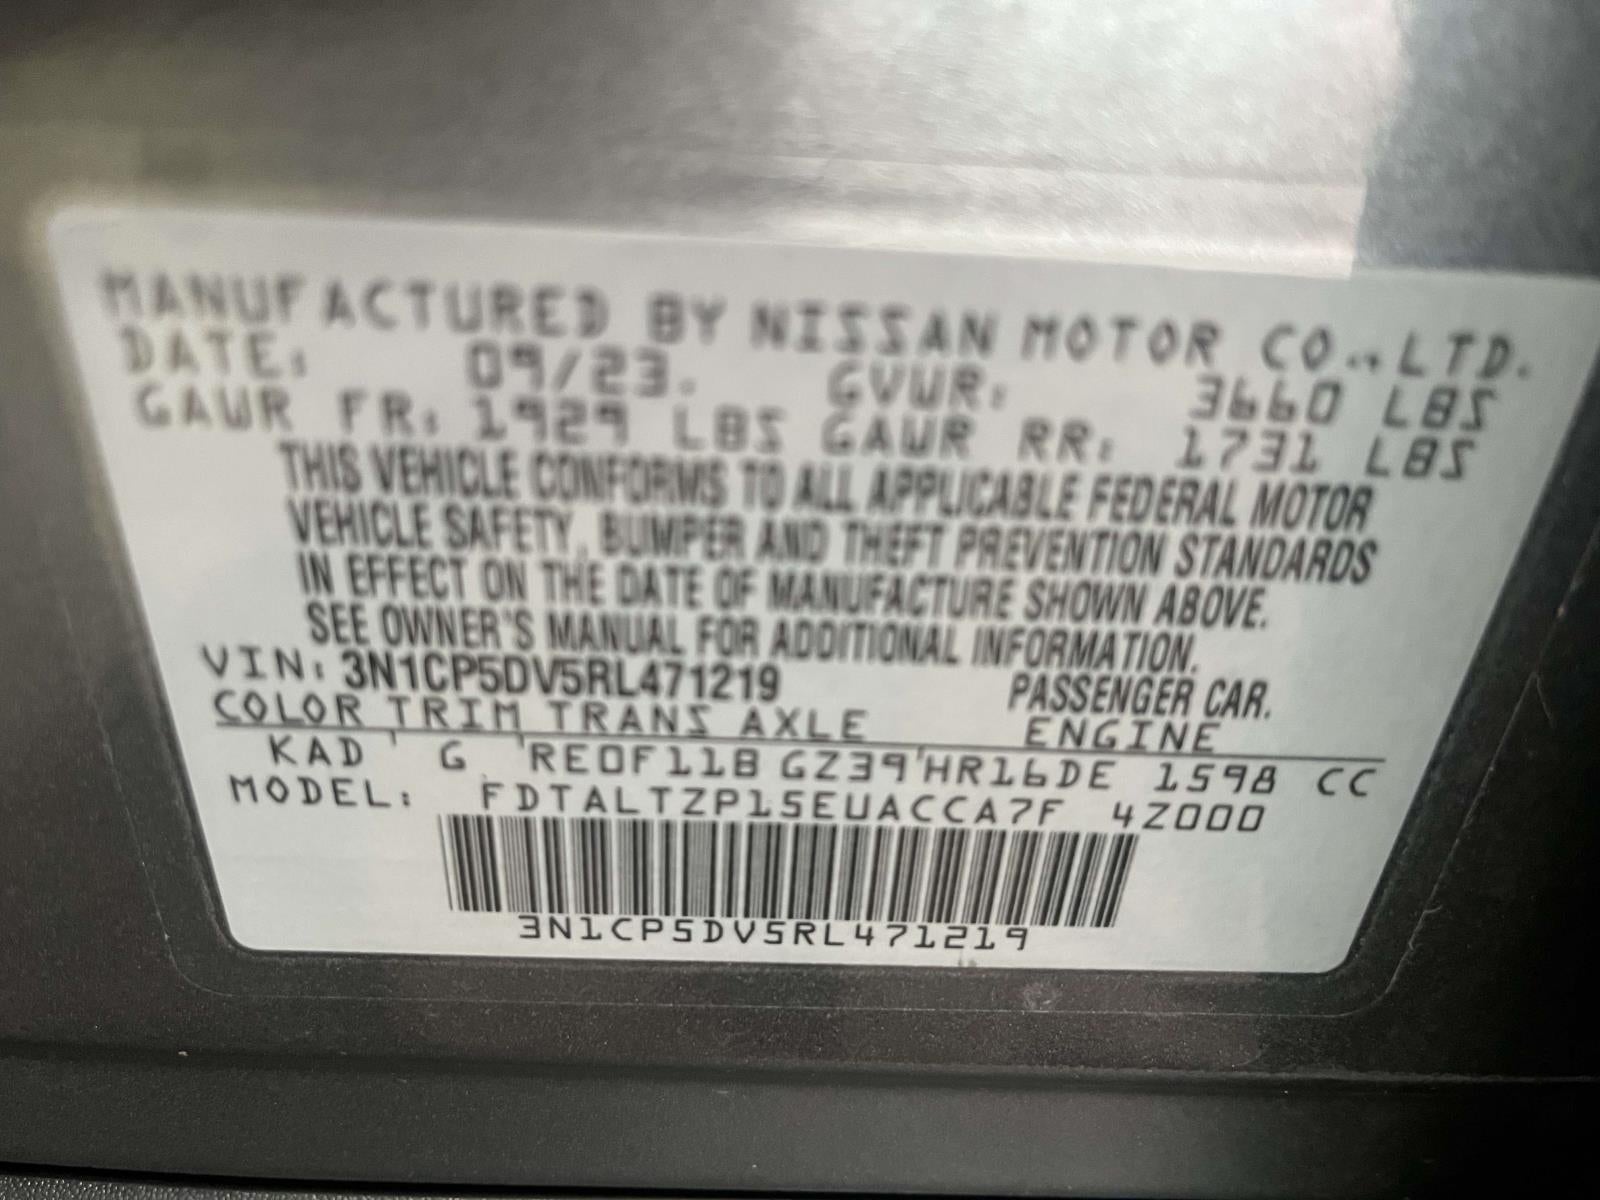 MANUFACTURED BY NISSAN MOTOR CO.,LTD.
DATE: 09/23. GVWR: 3660 LBS
GAWR FR: 1929 LBS GAWR RR: 1731 LBS
THIS VEHICLE CONFORMS TO ALL APPLICABLE FEDERAL MOTOR
VEHICLE SAFETY, BUMPER AND THEFT PREVENTION STANDARDS
IN EFFECT ON THE DATE OF MANUFACTURE SHOWN ABOVE.
SEE OWNER'S MANUAL FOR ADDITIONAL INFORMATION.
VIN: 3N1CP5DV5RL471219 PASSENGER CAR.
COLOR TRIM TRANS AXLE ENGINE
KAD ' G 'RE0F11B GZ39'HR16DE 1598 CC
MODEL: FDTALTZP15EUACCA7F 4Z000
3N1CP5DV5RL471219